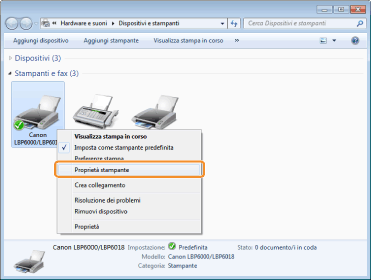 « Hardware e suoni ▸ Dispositivi e stampanti
Cerca Dispositivi e stampanti
Aggiungi dispositivo Aggiungi stampante Visualizza stampa in corso »
Dispositivi (3)
Stampanti e fax (3)
Canon
LBP6000/LBP6018
Visualizza stampa in corso
Imposta come stampante predefinita
Preferenze stampa
Proprietà stampante
Crea collegamento
Risoluzione dei problemi
Rimuovi dispositivo
Proprietà
Canon LBP6000/LBP6018 Impostazione: Predefinita Stato: 0 documento/i in coda
Modello: Canon LBP6000/LBP6018
Categoria: Stampante